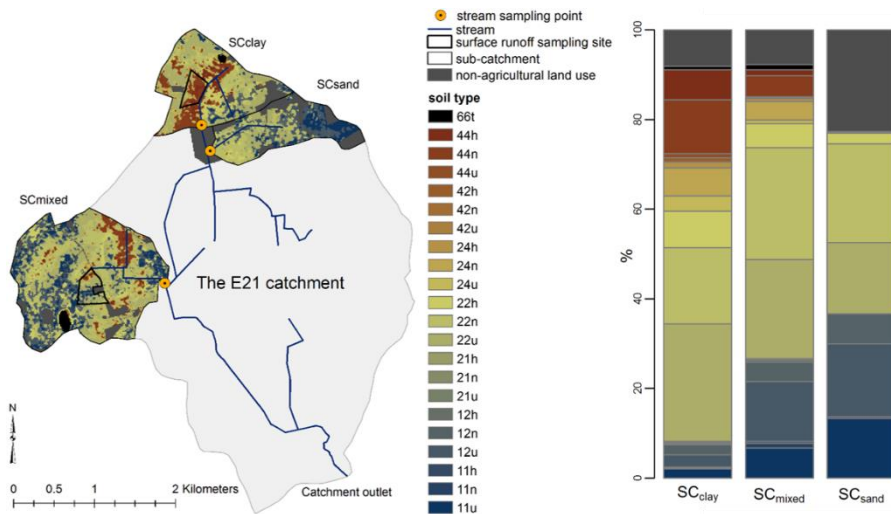 SCclay
SCsand
SCmixed
The E21 catchment
Catchment outlet
N
0 0.5 1 2 Kilometers
stream sampling point
stream
surface runoff sampling site
sub-catchment
non-agricultural land use
soil type
66t
44h
44n
44u
42h
42n
42u
24h
24n
24u
22h
22n
22u
21h
21n
21u
12h
12n
12u
11h
11n
11u
%
100
80
60
40
20
0
SCclay SCmixed SCsand